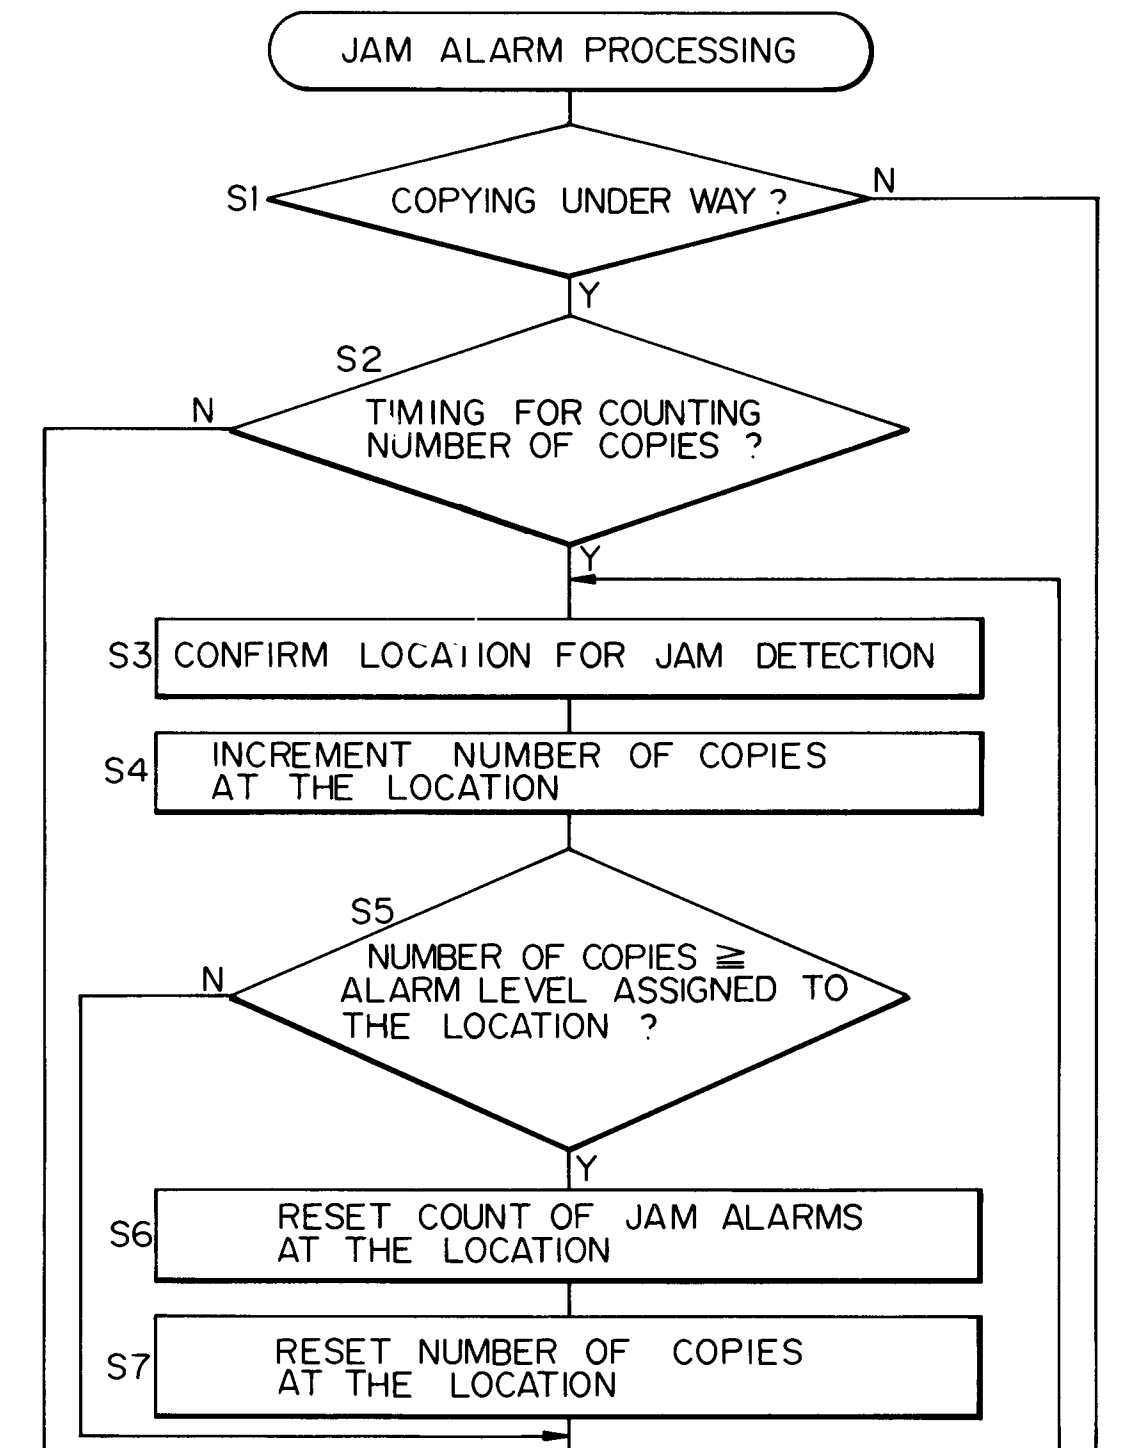 JAM ALARM PROCESSING
S1
COPYING UNDER WAY ?
N
Y
S2
N
TIMING FOR COUNTING
NUMBER OF COPIES ?
Y
S3
CONFIRM LOCATION FOR JAM DETECTION
S4
INCREMENT NUMBER OF COPIES
AT THE LOCATION
S5
N
NUMBER OF COPIES ≧
ALARM LEVEL ASSIGNED TO
THE LOCATION ?
Y
S6
RESET COUNT OF JAM ALARMS
AT THE LOCATION
S7
RESET NUMBER OF COPIES
AT THE LOCATION